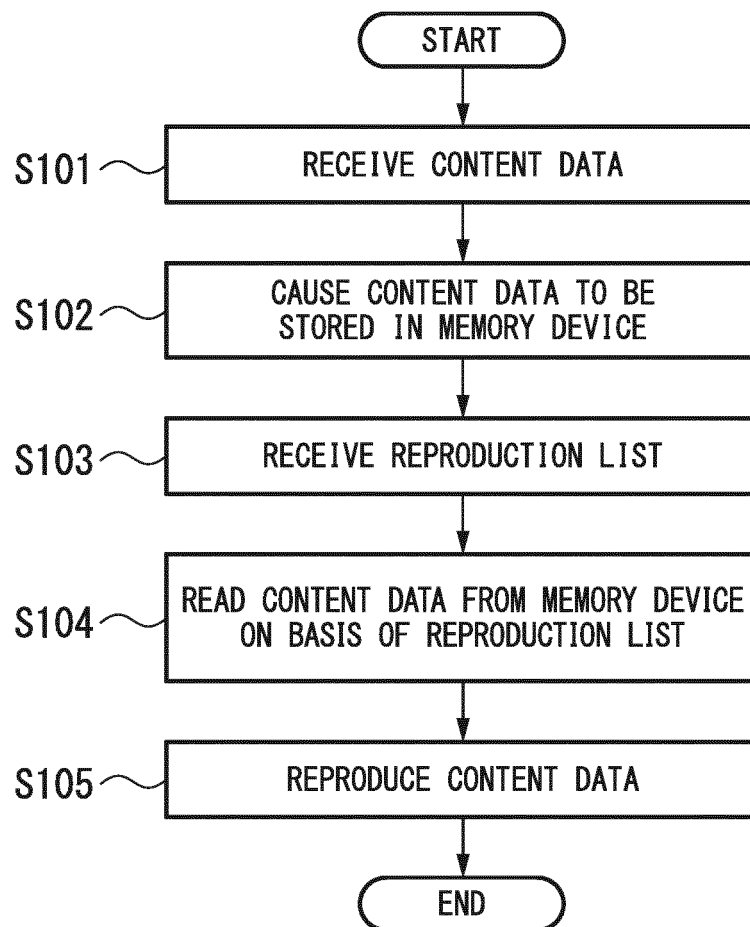 START
S101
RECEIVE CONTENT DATA
S102
CAUSE CONTENT DATA TO BE
STORED IN MEMORY DEVICE
S103
RECEIVE REPRODUCTION LIST
S104
READ CONTENT DATA FROM MEMORY DEVICE
ON BASIS OF REPRODUCTION LIST
S105
REPRODUCE CONTENT DATA
END